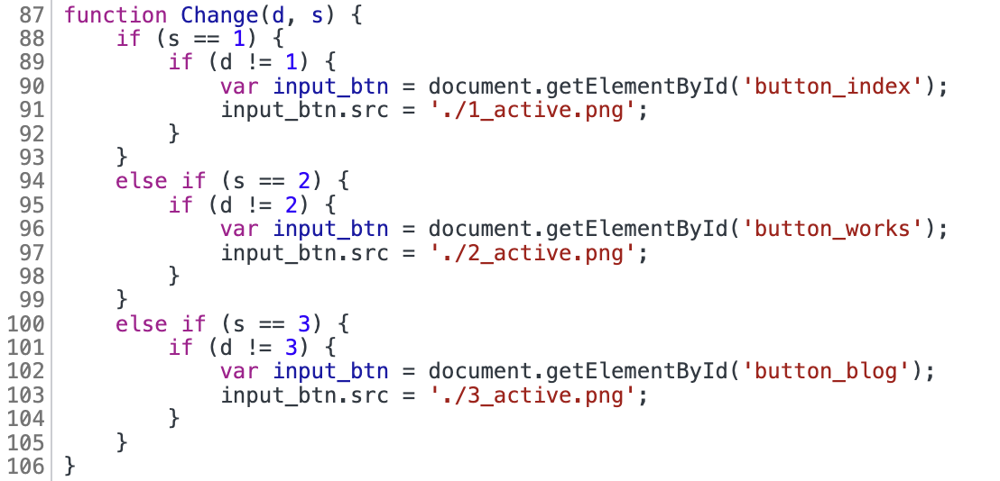 87 function Change(d, s) {
88     if (s == 1) {
89         if (d != 1) {
90             var input_btn = document.getElementById('button_index');
91             input_btn.src = './1_active.png';
92         }
93     }
94     else if (s == 2) {
95         if (d != 2) {
96             var input_btn = document.getElementById('button_works');
97             input_btn.src = './2_active.png';
98         }
99     }
100     else if (s == 3) {
101         if (d != 3) {
102             var input_btn = document.getElementById('button_blog');
103             input_btn.src = './3_active.png';
104         }
105     }
106 }